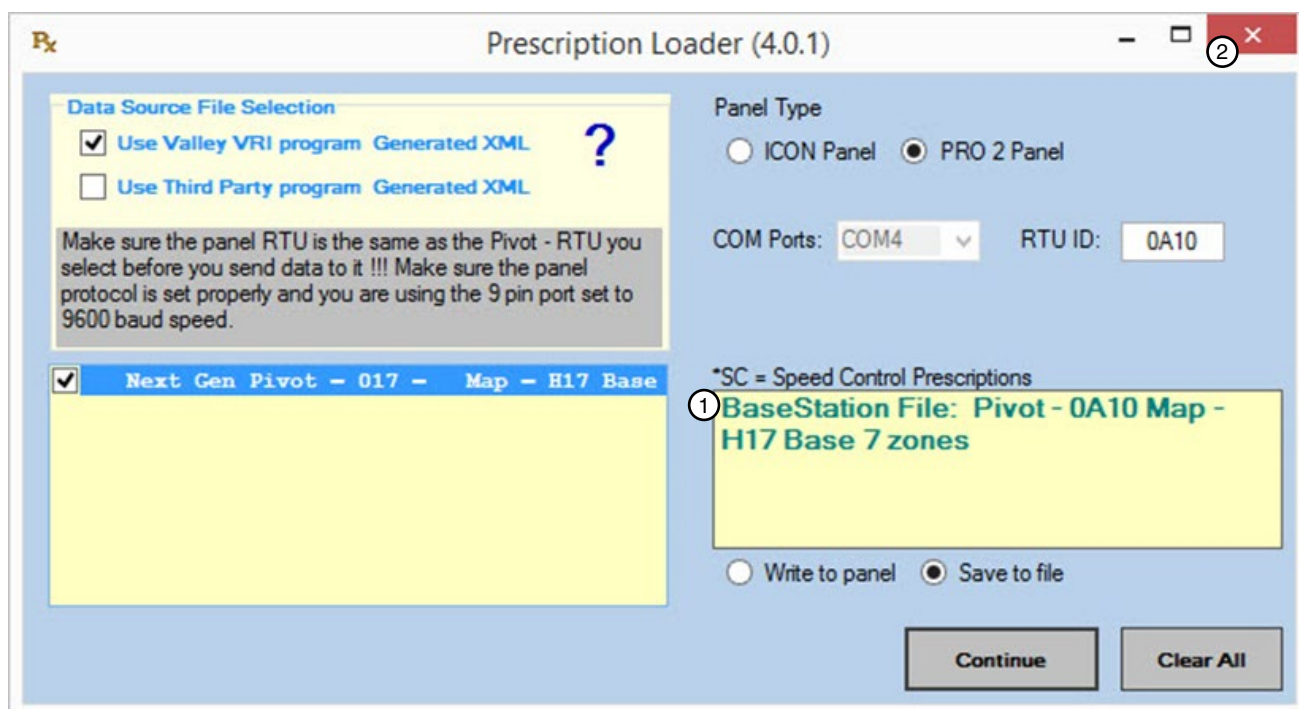 Rx Prescription Loader (4.0.1)
2
Data Source File Selection
Use Valley VRI program Generated XML
?
Use Third Party program Generated XML
Make sure the panel RTU is the same as the Pivot - RTU you
select before you send data to it !!! Make sure the panel
protocol is set properly and you are using the 9 pin port set to
9600 baud speed.
Next Gen Pivot - 017 - Map - H17 Base
Panel Type
ICON Panel PRO 2 Panel
COM Ports: COM4 RTU ID: 0A10
*SC = Speed Control Prescriptions
1
BaseStation File: Pivot - 0A10 Map -
H17 Base 7 zones
Write to panel Save to file
Continue Clear All